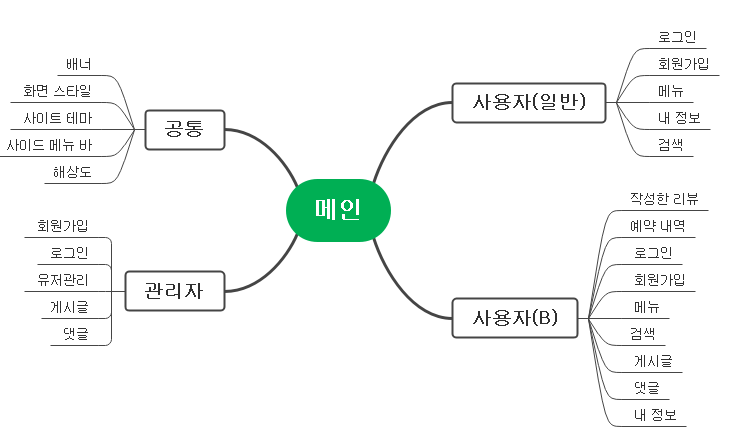 메인
공통
배너
화면 스타일
사이트 테마
사이드 메뉴 바
해상도
관리자
회원가입
로그인
유저관리
게시글
댓글
사용자(일반)
로그인
회원가입
메뉴
내 정보
검색
사용자(B)
작성한 리뷰
예약 내역
로그인
회원가입
메뉴
검색
게시글
댓글
내 정보